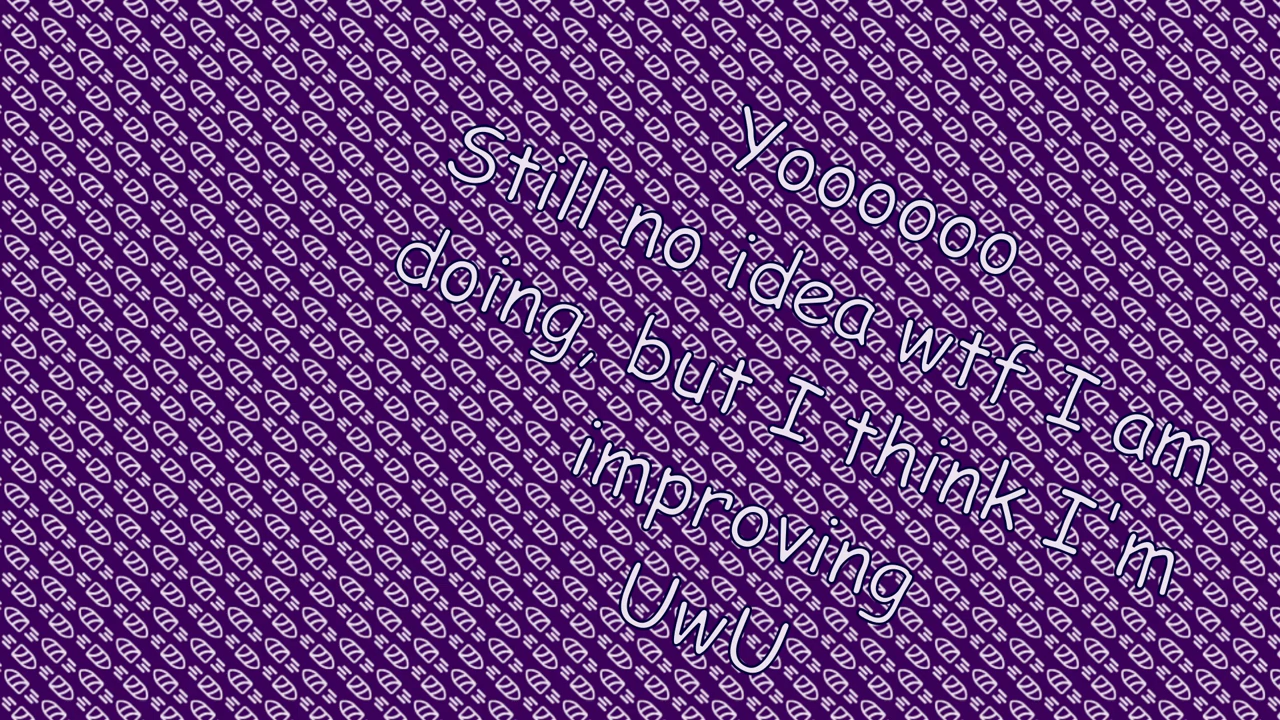 Yoooooo
Still no idea wtf I am
doing, but I think I'm
improving
UwU